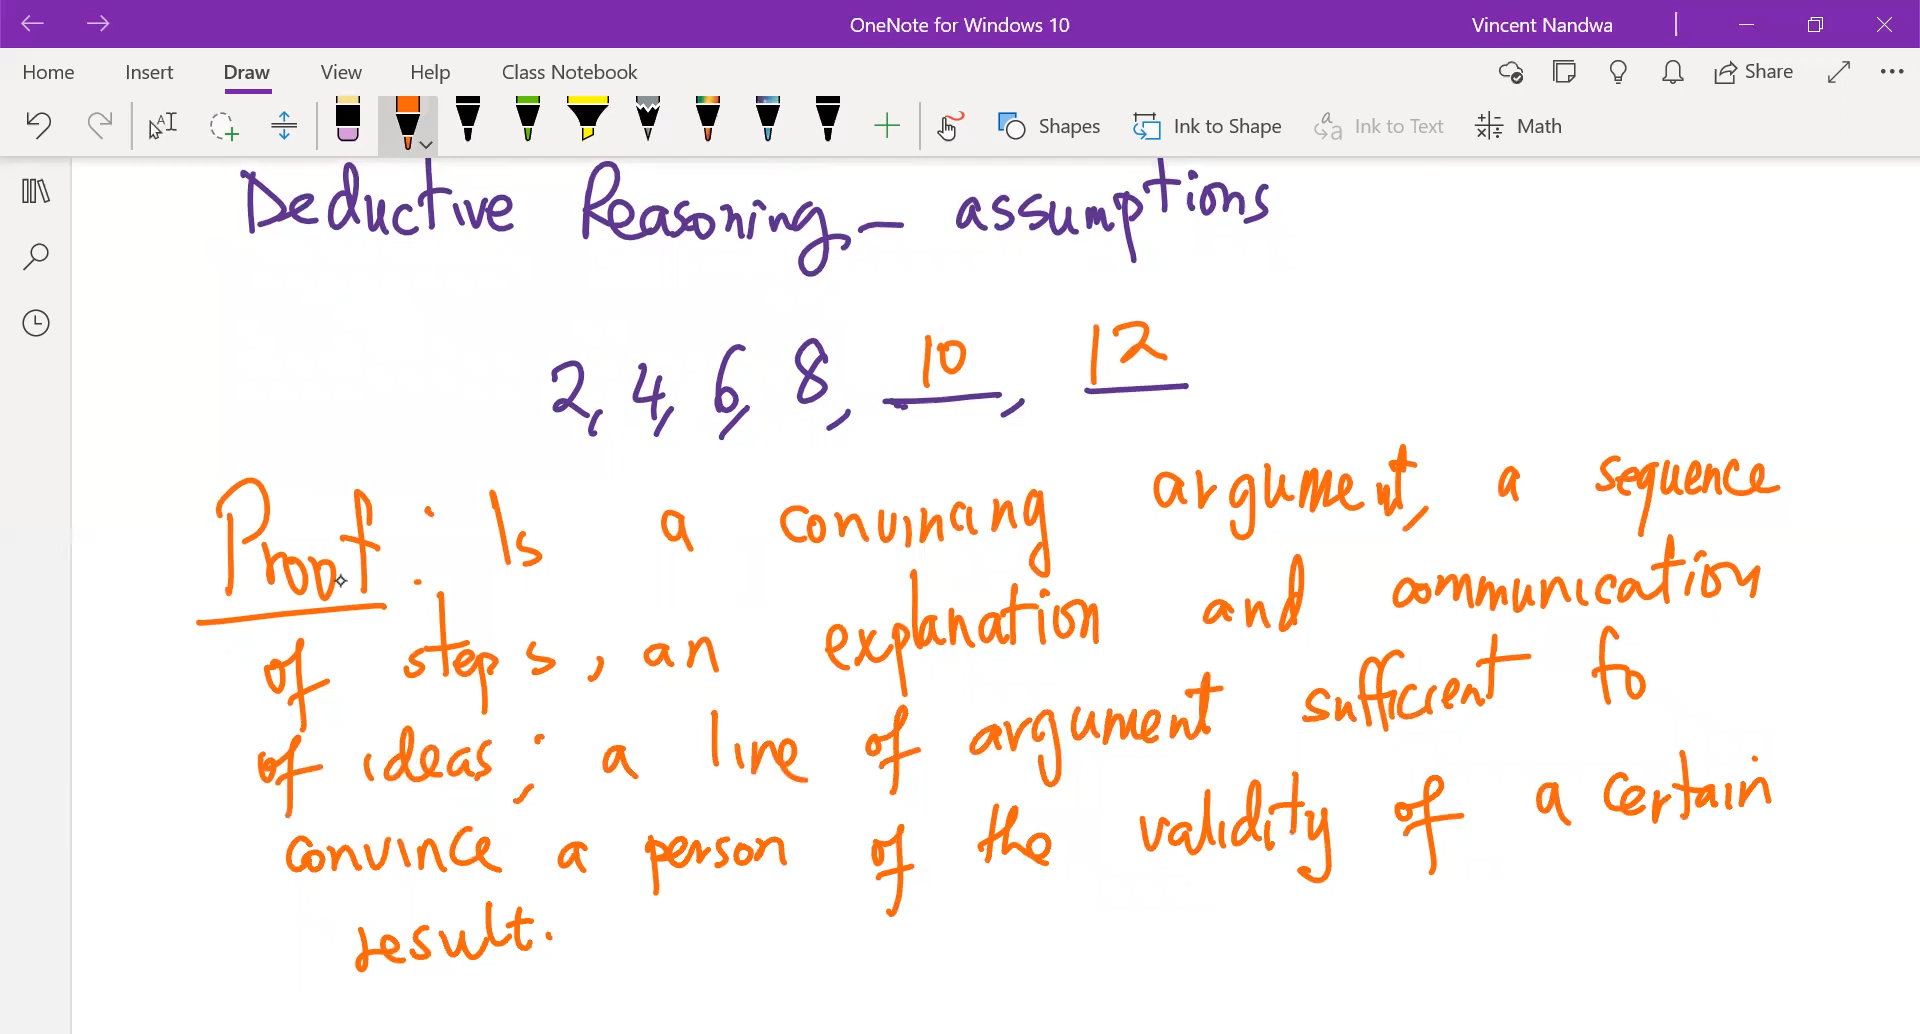 OneNote for Windows 10
Vincent Nandwa
Home Insert Draw View Help Class Notebook
Share
Shapes Ink to Shape Ink to Text Math
Deductive Reasoning - assumptions
2, 4, 6, 8, 10, 12
Proof: Is a convincing argument, a sequence
of steps, an explanation and communication
of ideas; a line of argument sufficient to
convince a person of the validity of a certain
result.